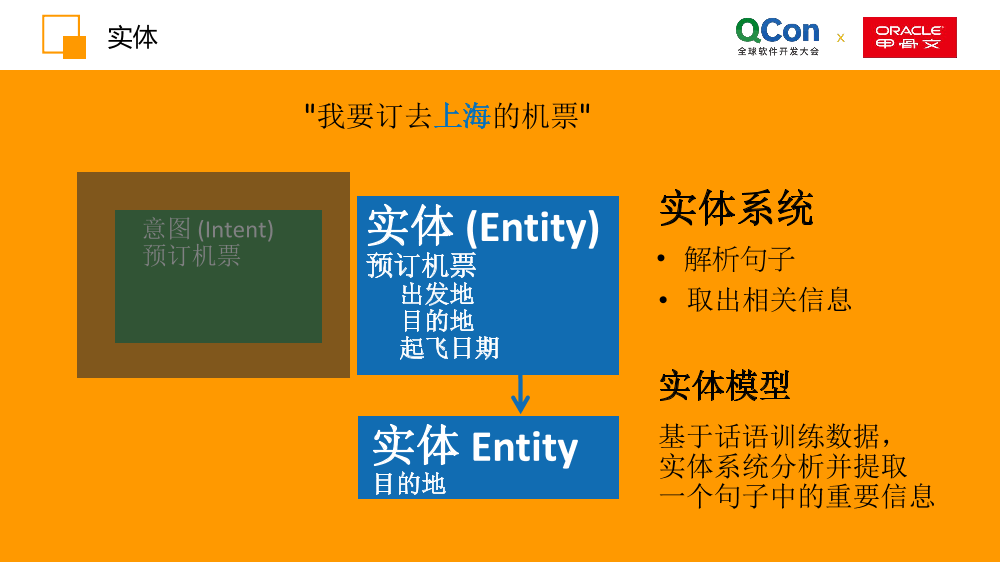 实体
QCon
全球软件开发大会
x
ORACLE
甲骨文
"我要订去上海的机票"
意图 (Intent)
预订机票
实体 (Entity)
预订机票
出发地
目的地
起飞日期
实体 Entity
目的地
实体系统
• 解析句子
• 取出相关信息
实体模型
基于话语训练数据,
实体系统分析并提取
一个句子中的重要信息